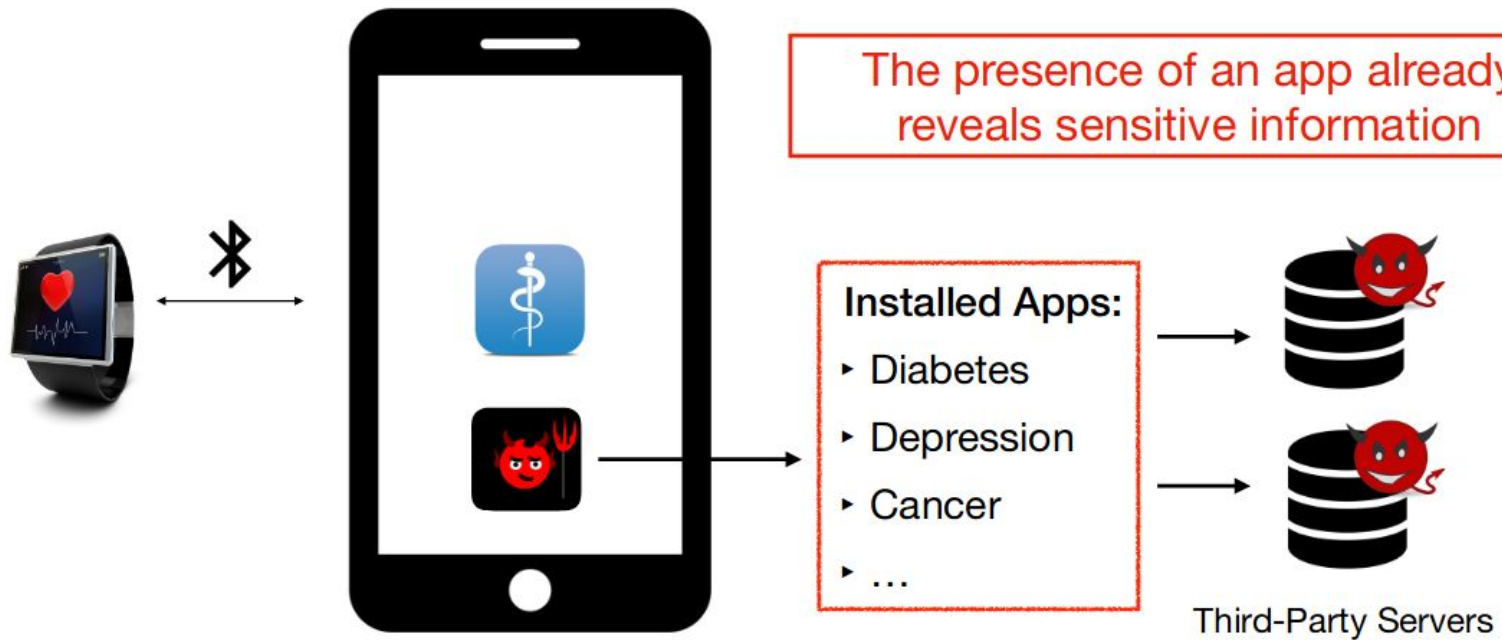 The presence of an app already
reveals sensitive information
Installed Apps:
‣ Diabetes
‣ Depression
‣ Cancer
‣ ...
Third-Party Servers